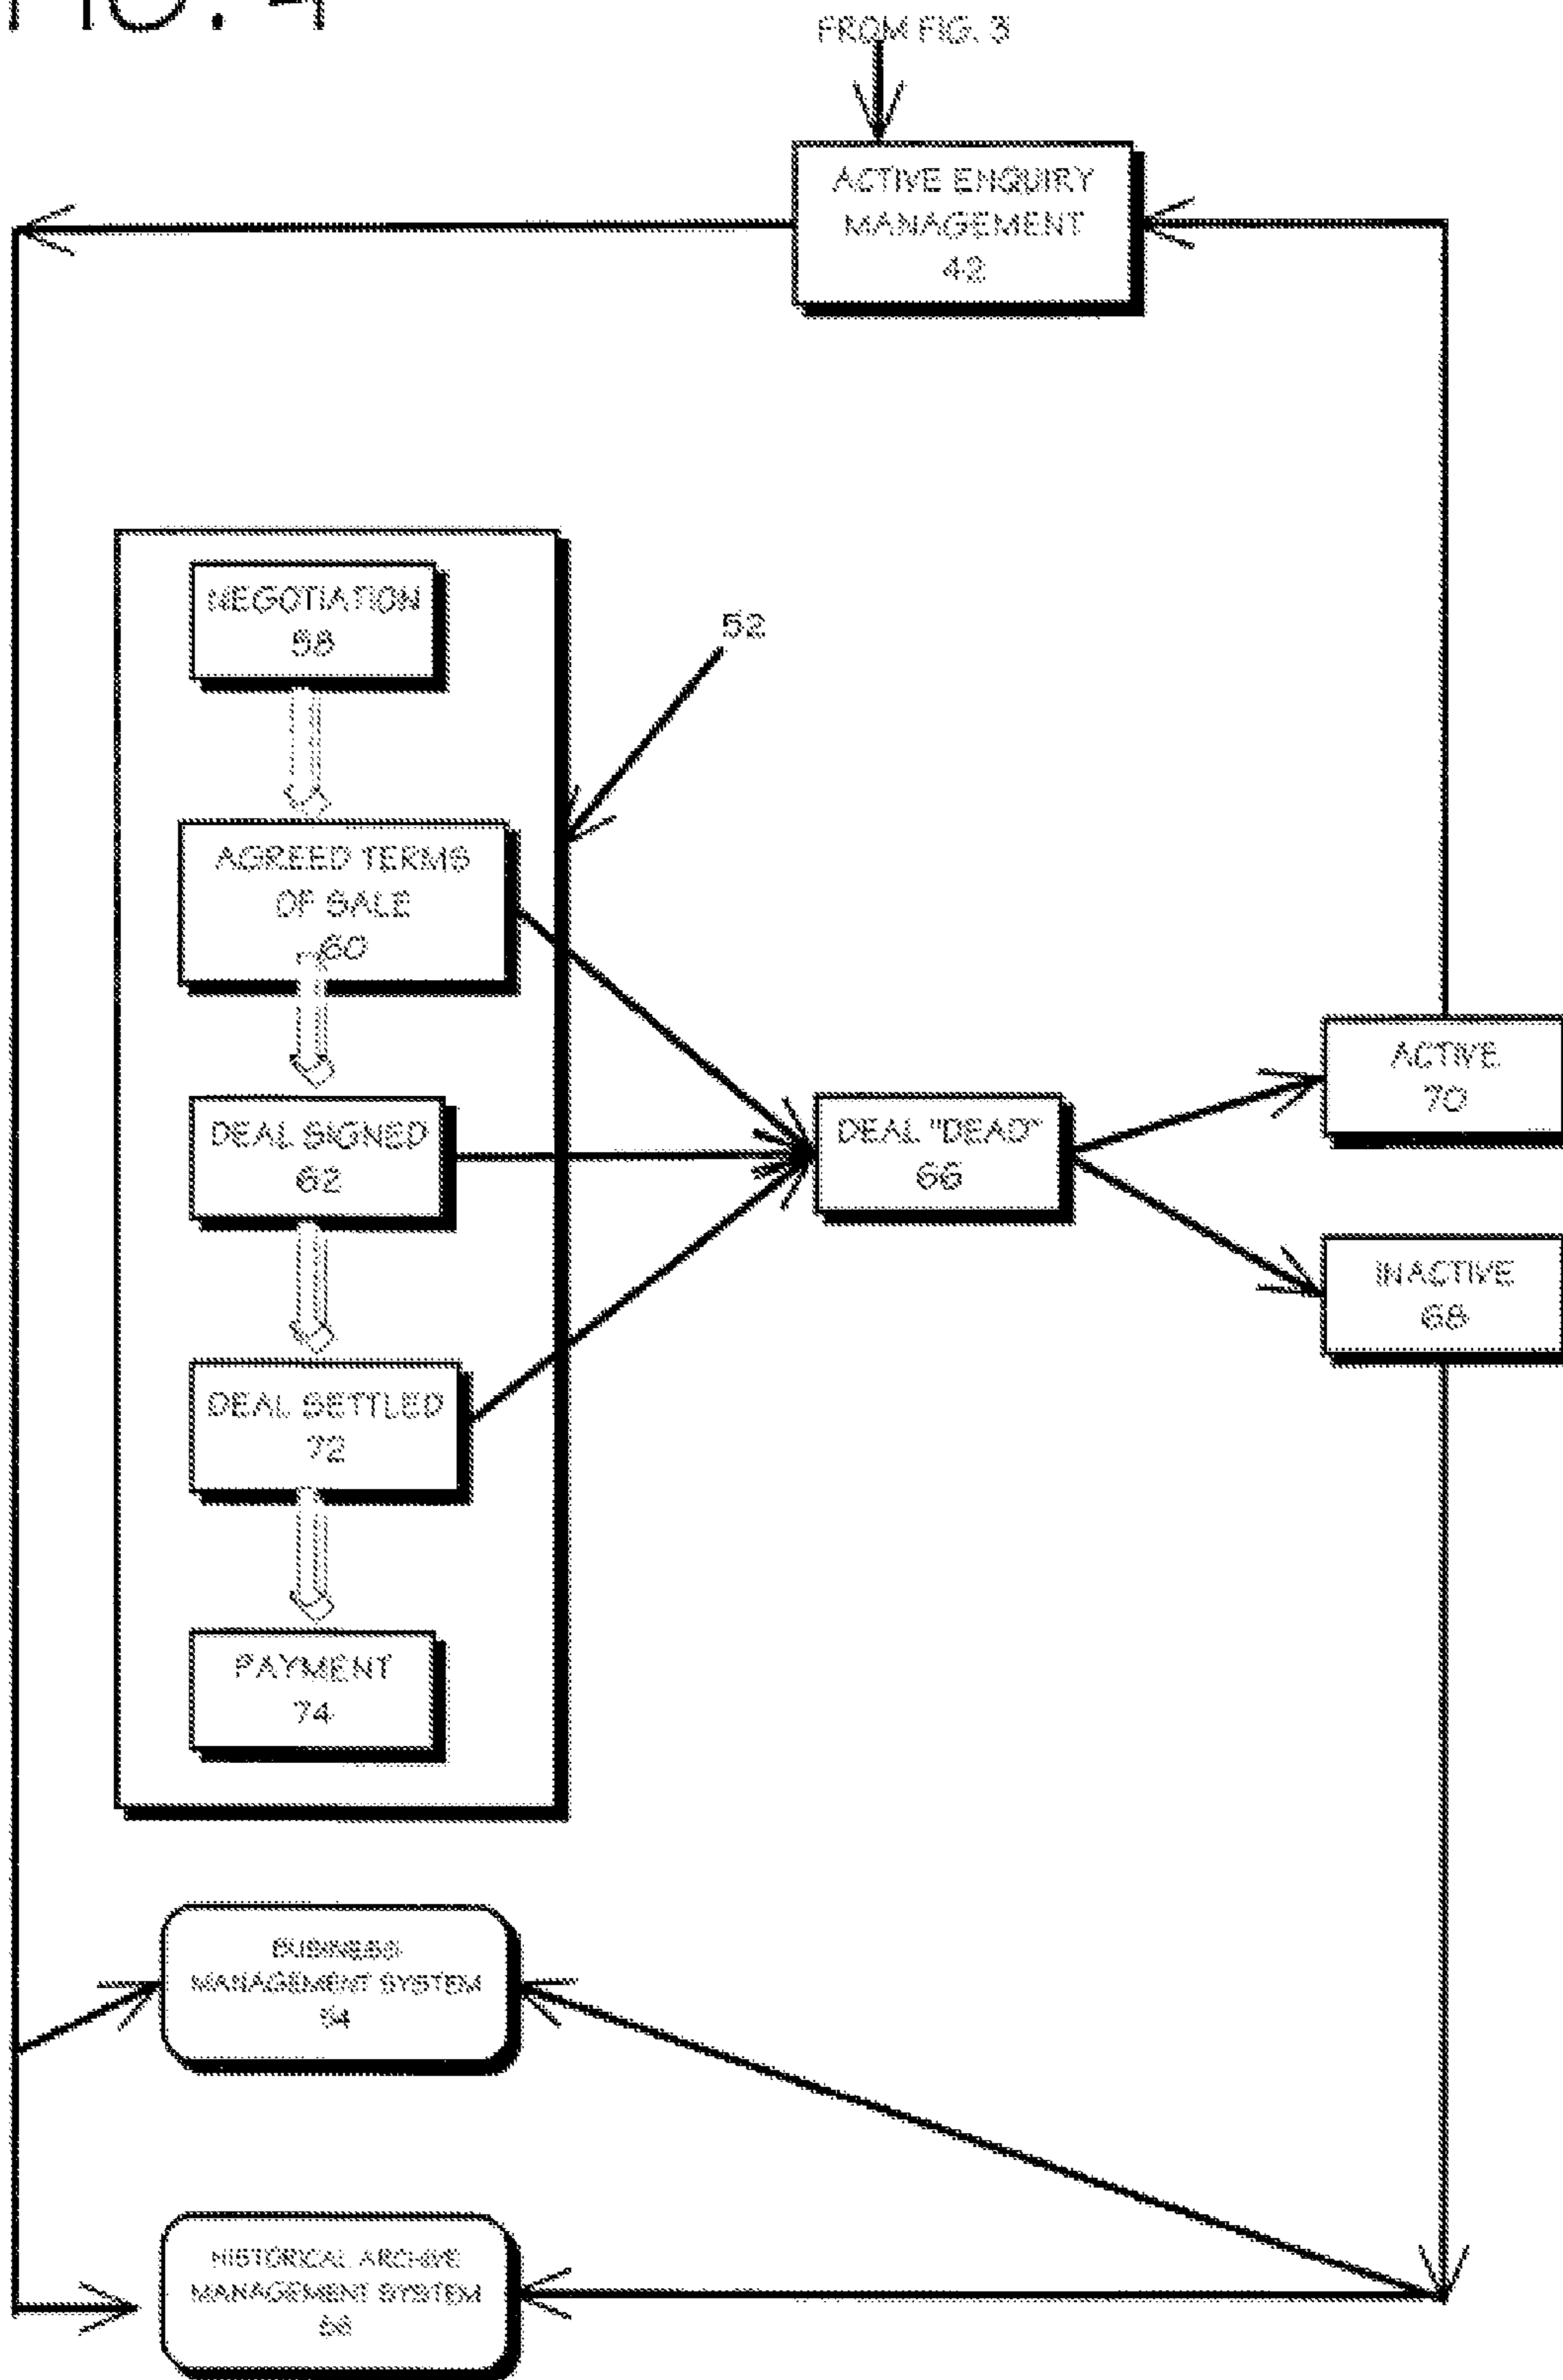 FIG. 4
FROM FIG. 3
ACTIVE ENQUIRY
MANAGEMENT
42
NEGOTIATION
58
52
AGREED TERMS
OF SALE
60
DEAL SIGNED
62
DEAL "DEAD"
66
ACTIVE
70
INACTIVE
68
DEAL SETTLED
72
PAYMENT
74
BUSINESS
MANAGEMENT SYSTEM
54
HISTORICAL ARCHIVE
MANAGEMENT SYSTEM
56